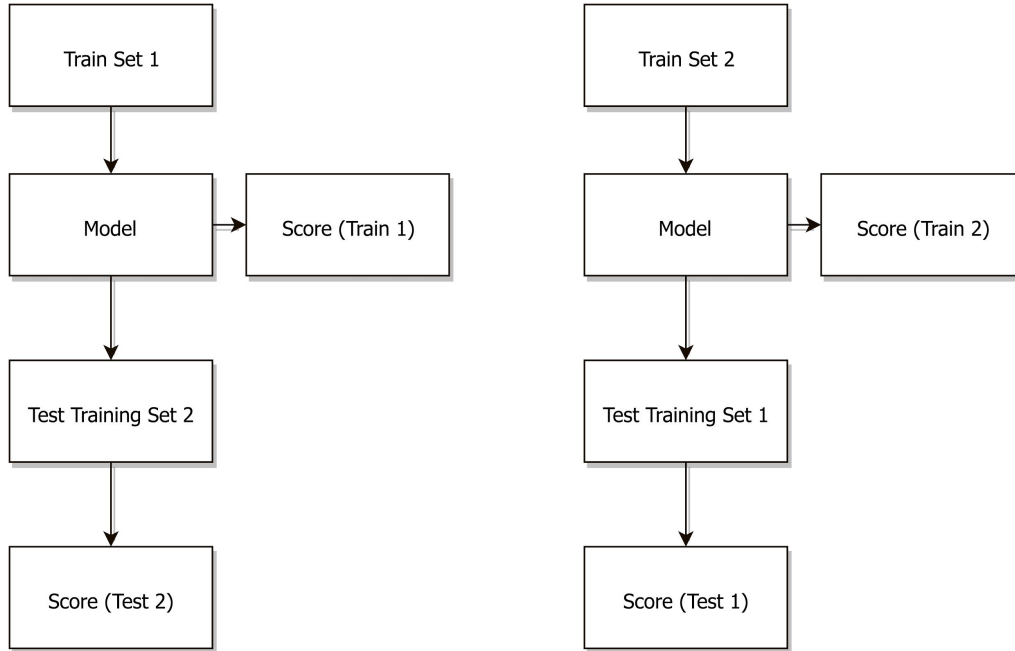 Train Set 1
Train Set 2
Model
Score (Train 1)
Model
Score (Train 2)
Test Training Set 2
Test Training Set 1
Score (Test 2)
Score (Test 1)